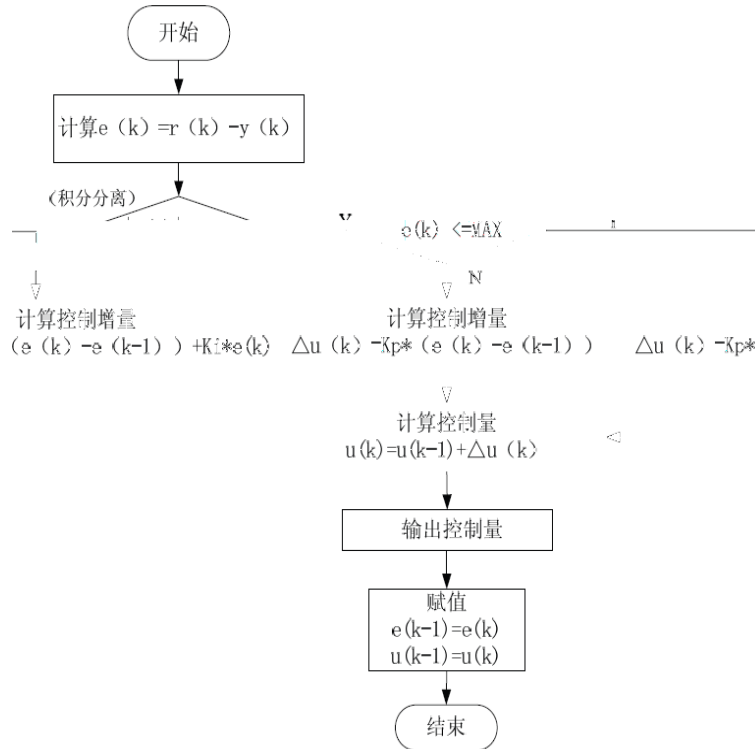 开始
计算e（k）=r（k）-y（k）
（积分分离）
Y
e(k) <=MAX
N
计算控制增量
（e（k）-e（k-1））+Ki*e(k)
计算控制增量
△u（k）-Kp*（e（k）-e（k-1））
△u（k）-Kp*
计算控制量
u(k)=u(k-1)+△u（k）
输出控制量
赋值
e(k-1)=e(k)
u(k-1)=u(k)
结束